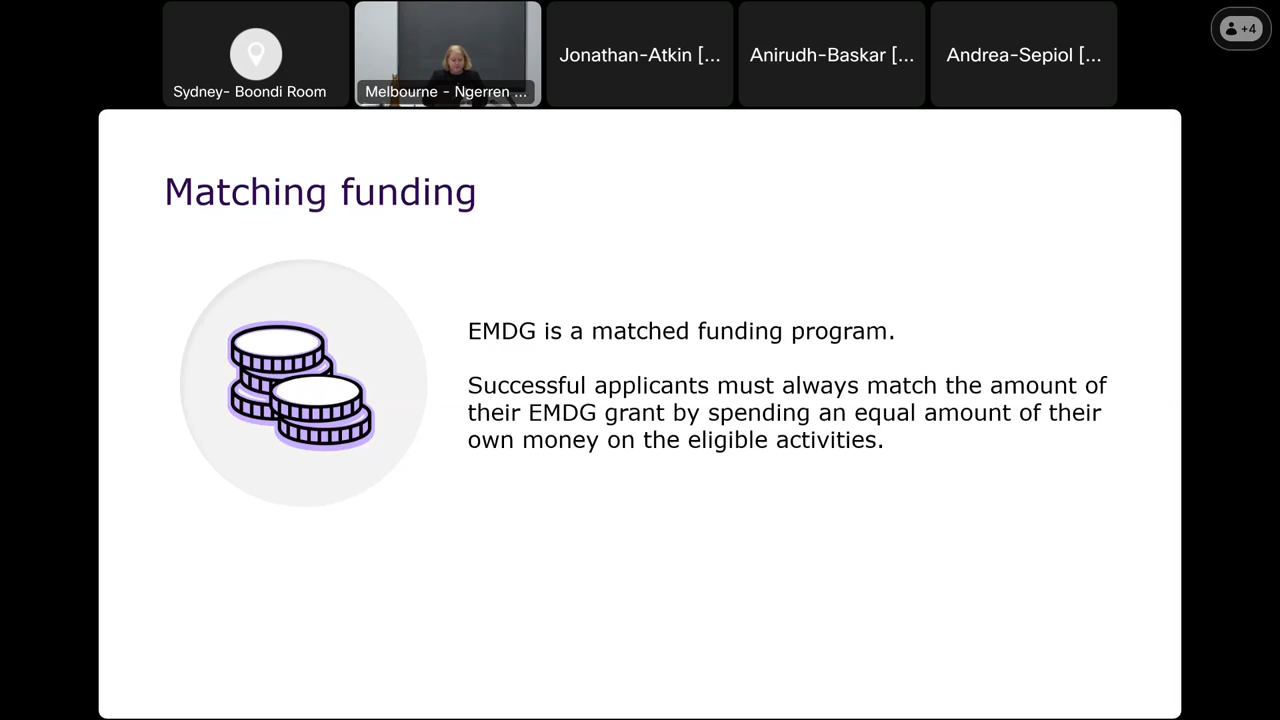 Sydney- Boondi Room
Melbourne - Ngerren ...
Jonathan-Atkin [...
Anirudh-Baskar [...
Andrea-Sepiol [...
+4
Matching funding
EMDG is a matched funding program.
Successful applicants must always match the amount of
their EMDG grant by spending an equal amount of their
own money on the eligible activities.